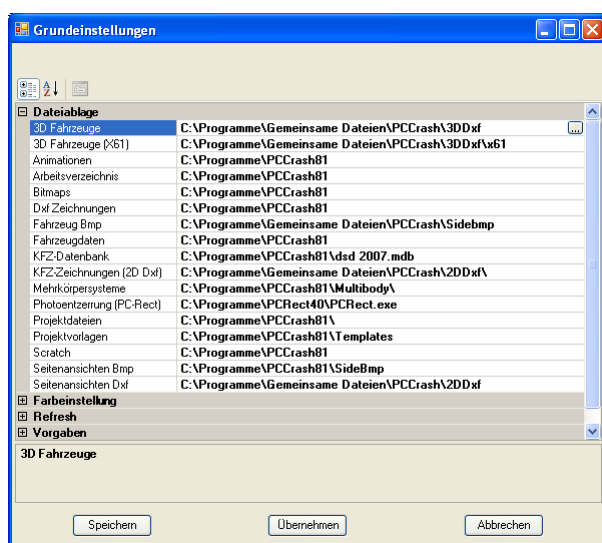 Grundeinstellungen
Dateiablage
3D Fahrzeuge C:\Programme\Gemeinsame Dateien\PCCrash\3DDxf ...
3D Fahrzeuge (X61) C:\Programme\Gemeinsame Dateien\PCCrash\3DDxf\x61
Animationen C:\Programme\PCCrash81
Arbeitsverzeichnis C:\Programme\PCCrash81
Bitmaps C:\Programme\PCCrash81
Dxf Zeichnungen C:\Programme\PCCrash81
Fahrzeug Bmp C:\Programme\Gemeinsame Dateien\PCCrash\Sidebmp
Fahrzeugdaten C:\Programme\PCCrash81
KFZ-Datenbank C:\Programme\PCCrash81\dsd 2007.mdb
KFZ-Zeichnungen (2D Dxf) C:\Programme\Gemeinsame Dateien\PCCrash\2DDxf\
Mehrkörpersysteme C:\Programme\PCCrash81\Multibody\
Photoentzerrung (PC-Rect) C:\Programme\PCRect40\PCRect.exe
Projektdateien C:\Programme\PCCrash81\
Projektvorlagen C:\Programme\PCCrash81\Templates
Scratch C:\Programme\PCCrash81
Seitenansichten Bmp C:\Programme\PCCrash81\SideBmp
Seitenansichten Dxf C:\Programme\Gemeinsame Dateien\PCCrash\2DDxf
Farbeinstellung
Refresh
Vorgaben
3D Fahrzeuge
Speichern Übernehmen Abbrechen